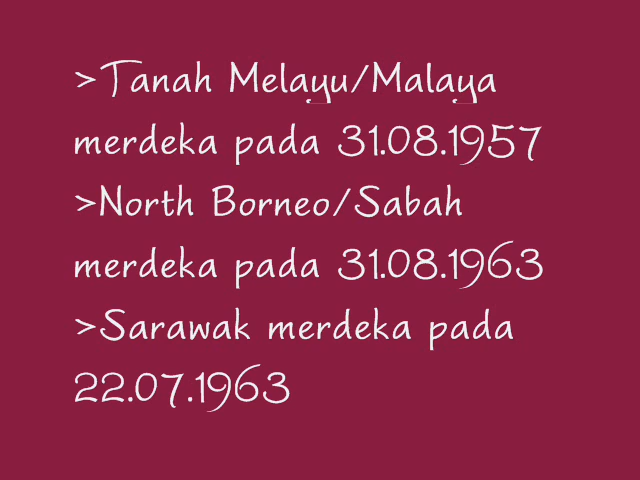 >Tanah Melayu/Malaya
merdeka pada 31.08.1957
>North Borneo/Sabah
merdeka pada 31.08.1963
>Sarawak merdeka pada
22.07.1963